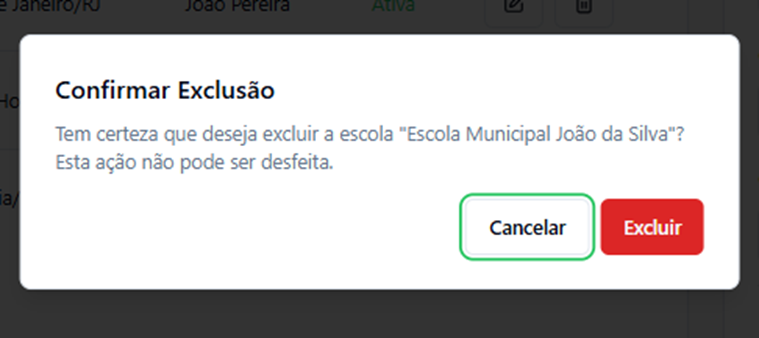 e Janeiro/RJ João Pereira Ativa
Confirmar Exclusão
Tem certeza que deseja excluir a escola "Escola Municipal João da Silva"?
Esta ação não pode ser desfeita.
Cancelar Excluir